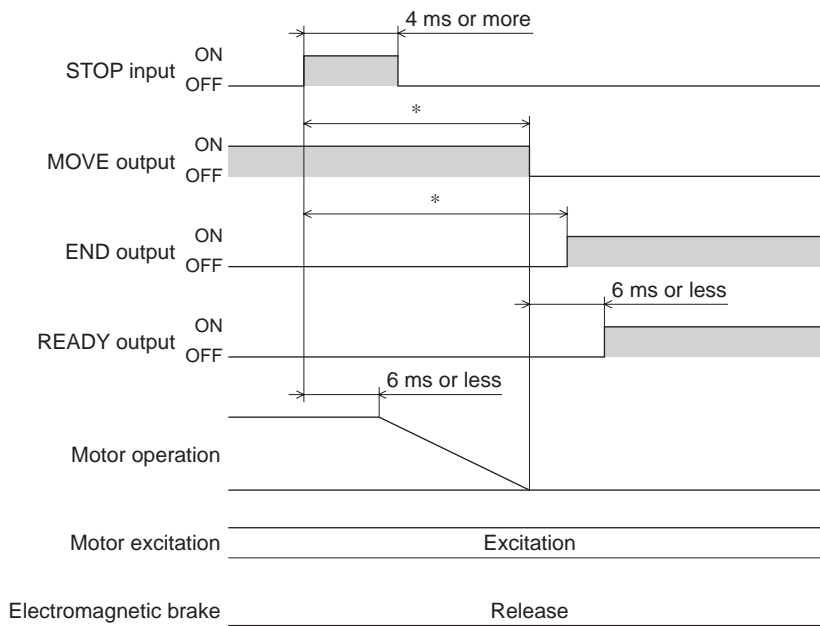 4 ms or more
STOP input
ON
OFF
*
MOVE output
ON
OFF
*
END output
ON
OFF
6 ms or less
READY output
ON
OFF
6 ms or less
Motor operation
Motor excitation
Excitation
Electromagnetic brake
Release